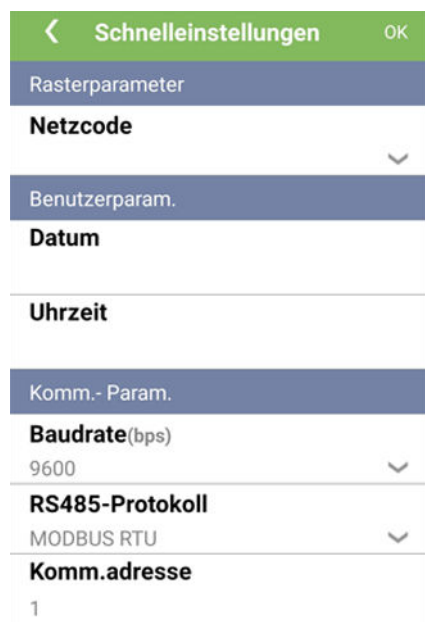 Schnelleinstellungen OK
Rasterparameter
Netzcode
Benutzerparam.
Datum
Uhrzeit
Komm.- Param.
Baudrate(bps)
9600
RS485-Protokoll
MODBUS RTU
Komm.adresse
1